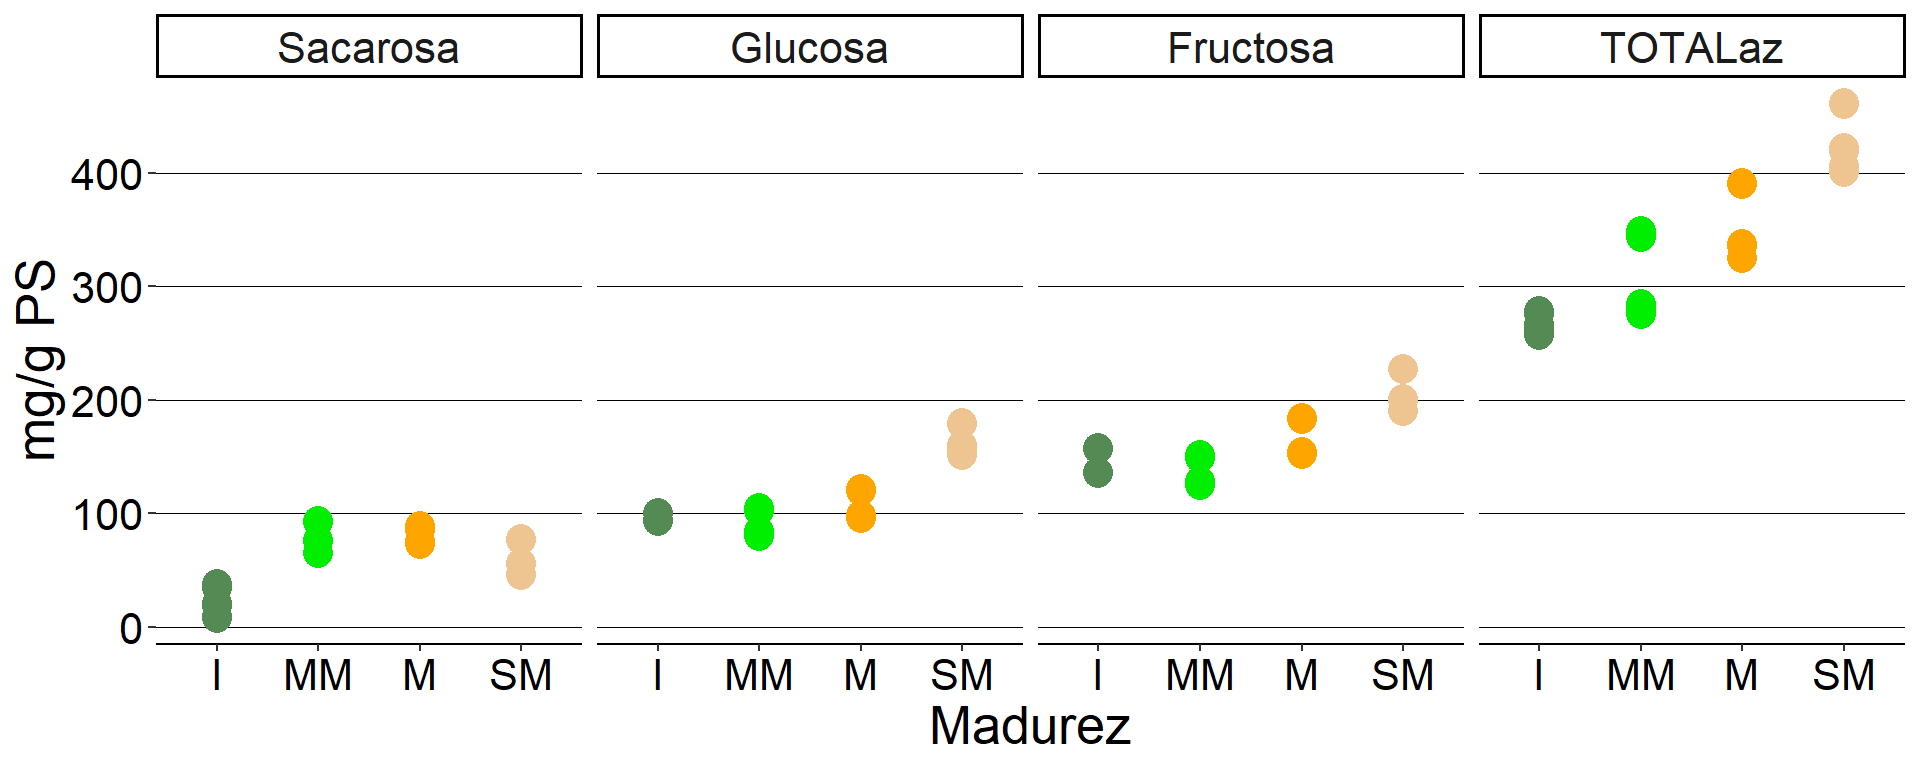 Sacarosa Glucosa Fructosa TOTALaz
mg/g PS
400
300
200
100
0
I MM M SM I MM M SM I MM M SM I MM M SM
Madurez